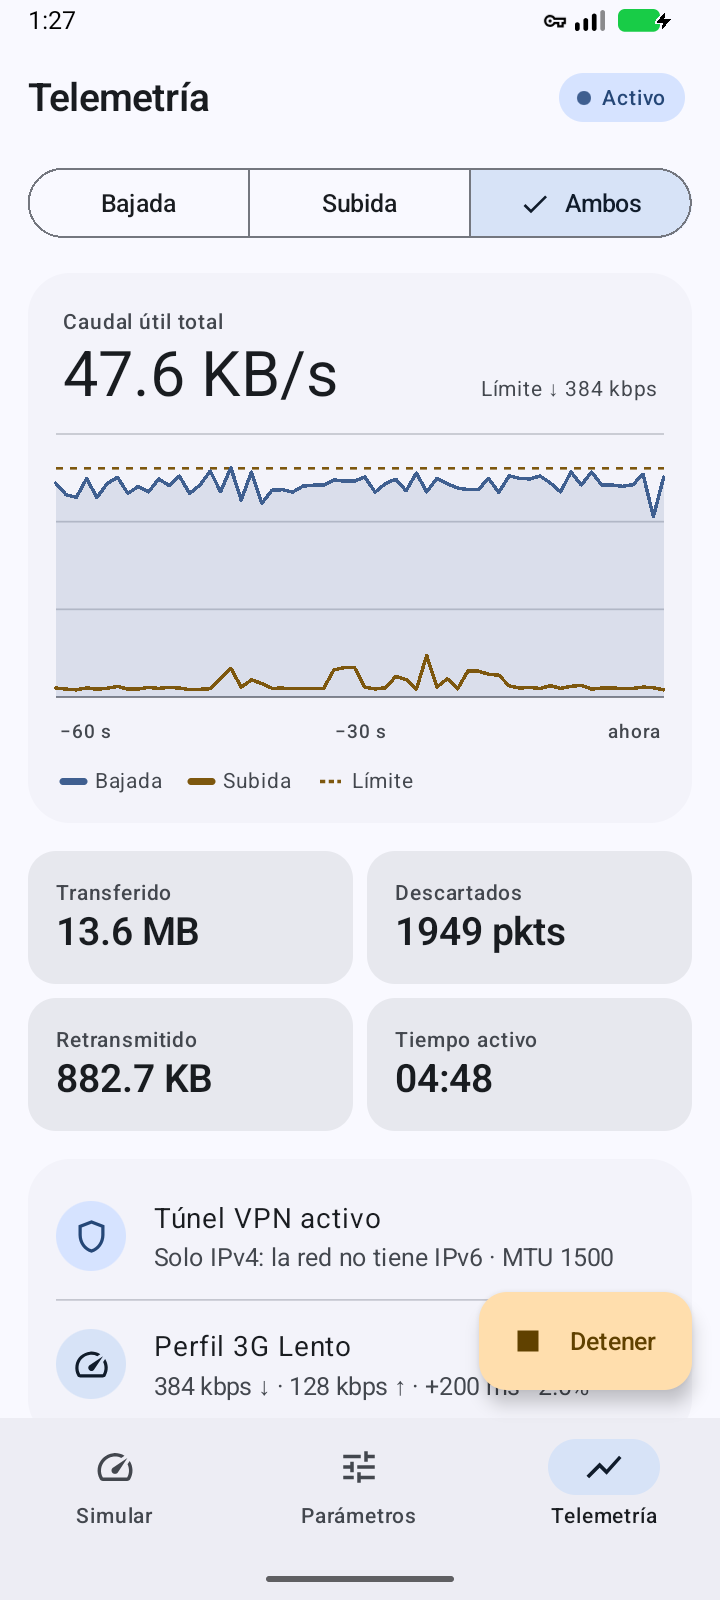 1:27
Telemetría
Activo
Bajada
Subida
Ambos
Caudal útil total
47.6 KB/s
Límite ↓ 384 kbps
−60 s
−30 s
ahora
Bajada
Subida
Límite
Transferido
13.6 MB
Descartados
1949 pkts
Retransmitido
882.7 KB
Tiempo activo
04:48
Túnel VPN activo
Solo IPv4: la red no tiene IPv6 · MTU 1500
Perfil 3G Lento
384 kbps ↓ · 128 kbps ↑ · +200 ms
Detener
Simular
Parámetros
Telemetría